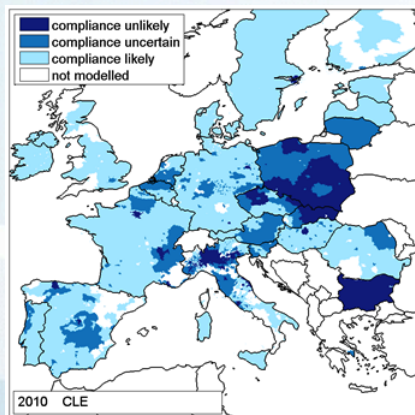 compliance unlikely
compliance uncertain
compliance likely
not modelled
2010 CLE